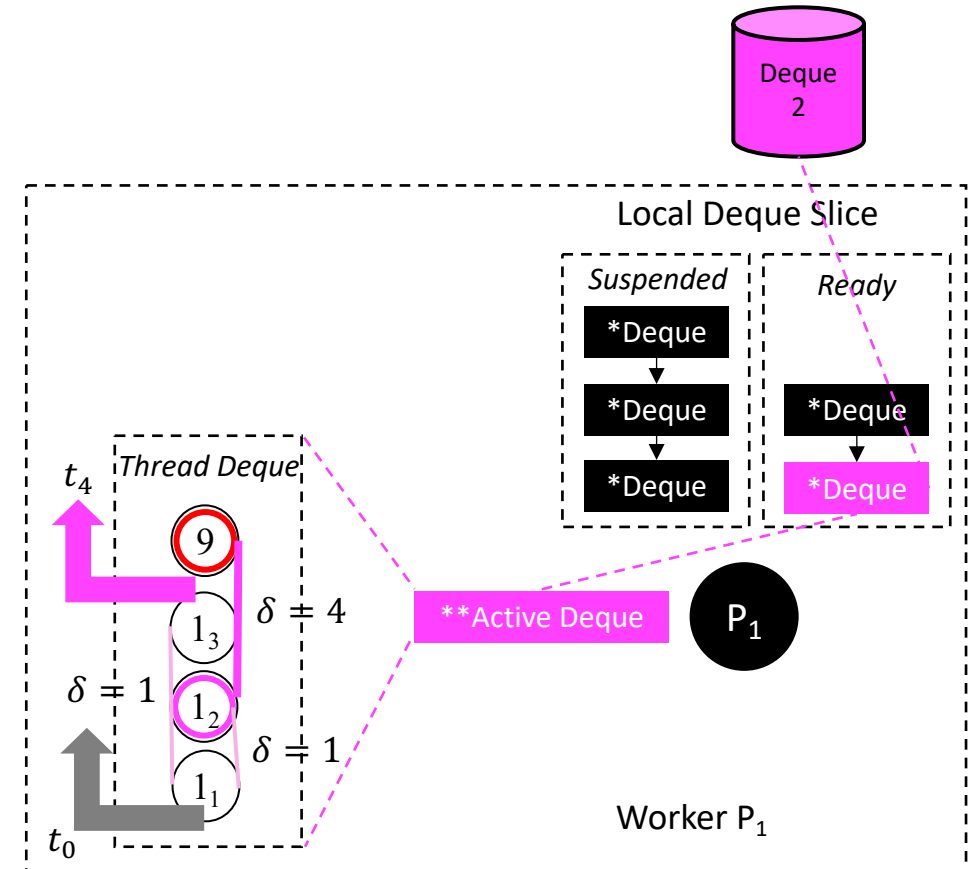 Deque
2
Local Deque Slice
Suspended
Ready
*Deque
*Deque
*Deque
*Deque
*Deque
Thread Deque
t₄
9
δ = 4
1₃
**Active Deque
P₁
δ = 1
1₂
δ = 1
1₁
t₀
Worker P₁